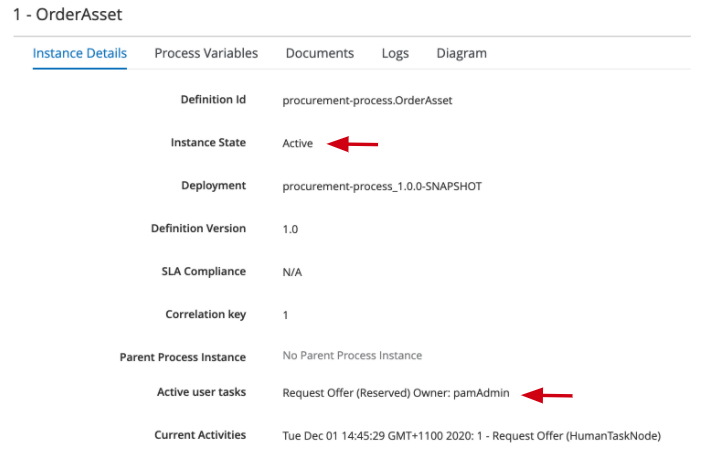 1 - OrderAsset
Instance Details Process Variables Documents Logs Diagram
Definition Id procurement-process.OrderAsset
Instance State Active
Deployment procurement-process_1.0.0-SNAPSHOT
Definition Version 1.0
SLA Compliance N/A
Correlation key 1
Parent Process Instance No Parent Process Instance
Active user tasks Request Offer (Reserved) Owner: pamAdmin
Current Activities Tue Dec 01 14:45:29 GMT+1100 2020: 1 - Request Offer (HumanTaskNode)